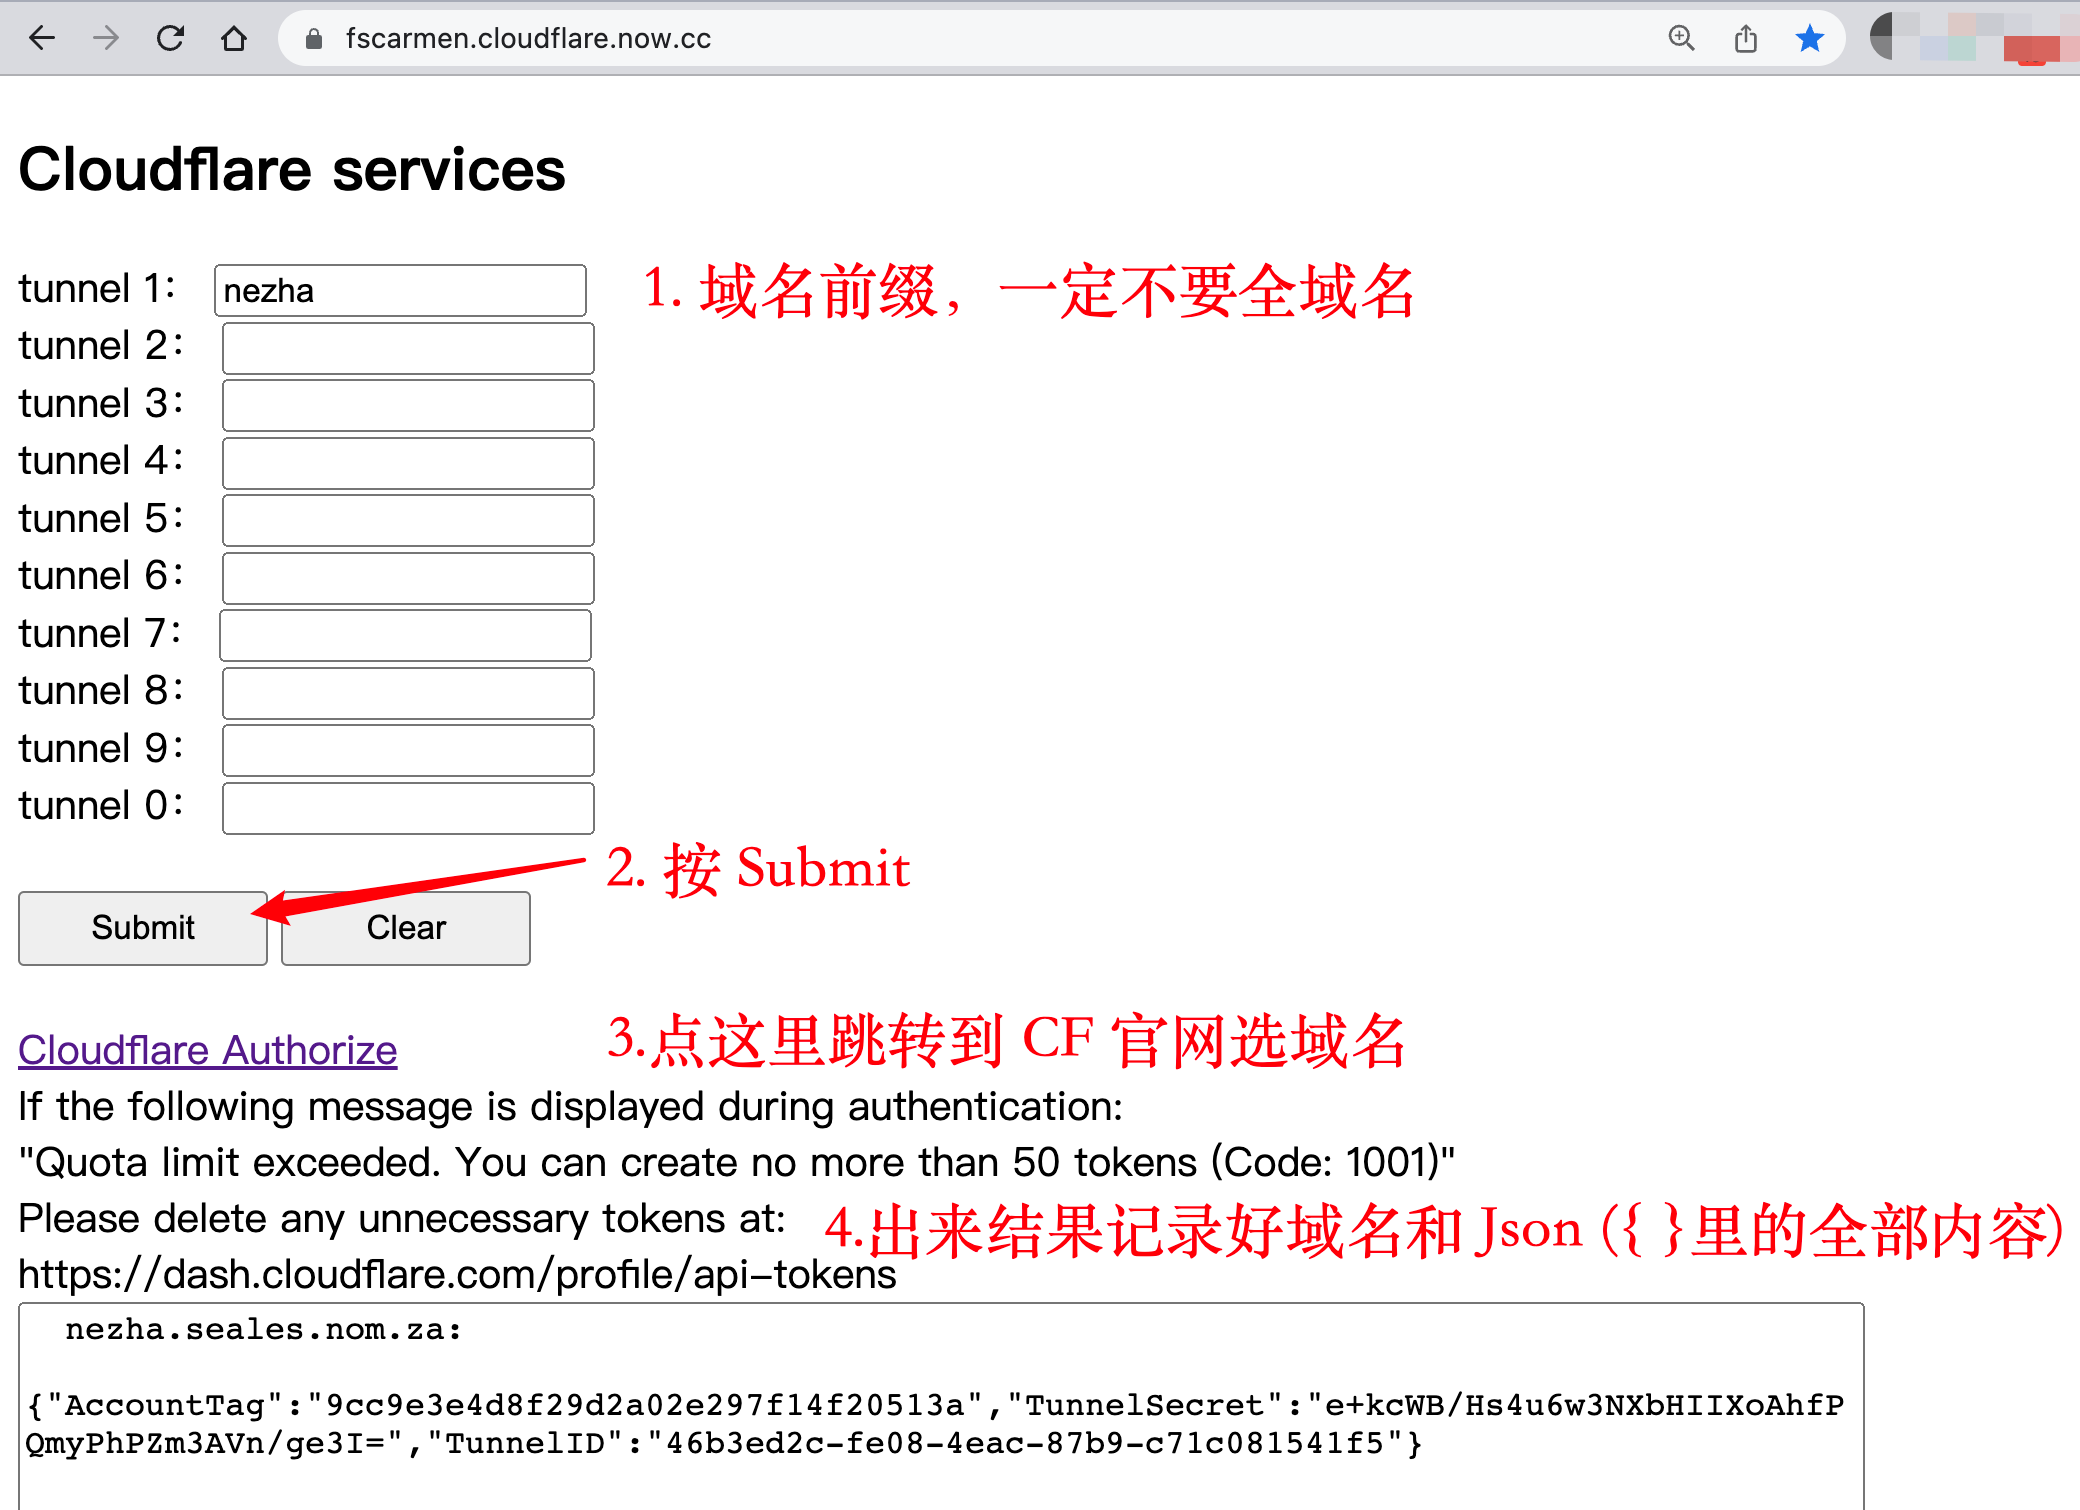 fscarmen.cloudflare.now.cc
Cloudflare services
tunnel 1: nezha
1. 域名前缀，一定不要全域名
tunnel 2:
tunnel 3:
tunnel 4:
tunnel 5:
tunnel 6:
tunnel 7:
tunnel 8:
tunnel 9:
tunnel 0:
2. 按 Submit
Submit Clear
3.点这里跳转到 CF 官网选域名
Cloudflare Authorize
If the following message is displayed during authentication:
"Quota limit exceeded. You can create no more than 50 tokens (Code: 1001)"
Please delete any unnecessary tokens at:
4.出来结果记录好域名和 Json ({ }里的全部内容)
https://dash.cloudflare.com/profile/api-tokens
nezha.seales.nom.za:
{"AccountTag":"9cc9e3e4d8f29d2a02e297f14f20513a","TunnelSecret":"e+kcWB/Hs4u6w3NXbHIIXoAhfP
QmyPhPZm3AVn/ge3I=","TunnelID":"46b3ed2c-fe08-4eac-87b9-c71c081541f5"}